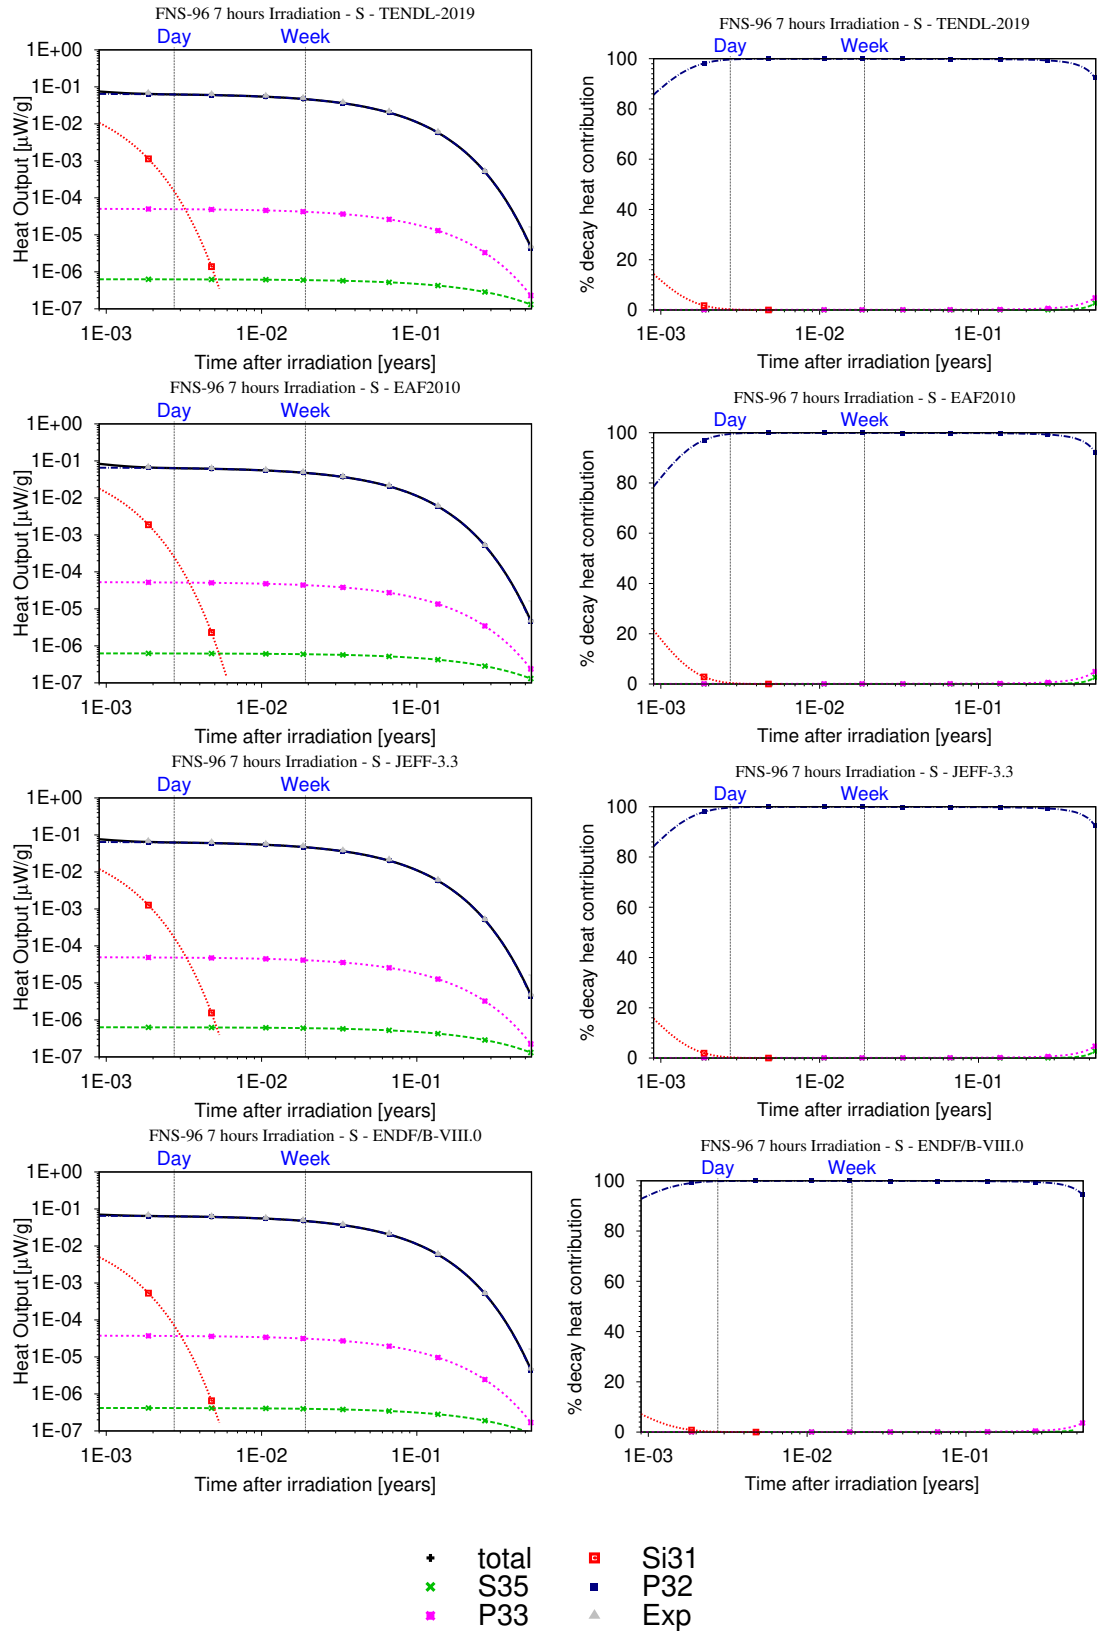 FNS-96 7 hours Irradiation - S - TENDL-2019
Day Week
Heat Output [µW/g]
1E+00
1E-01
1E-02
1E-03
1E-04
1E-05
1E-06
1E-07
1E-03 1E-02 1E-01
Time after irradiation [years]
FNS-96 7 hours Irradiation - S - TENDL-2019
Day Week
% decay heat contribution
100
80
60
40
20
0
1E-03 1E-02 1E-01
Time after irradiation [years]
FNS-96 7 hours Irradiation - S - EAF2010
Day Week
Heat Output [µW/g]
1E+00
1E-01
1E-02
1E-03
1E-04
1E-05
1E-06
1E-07
1E-03 1E-02 1E-01
Time after irradiation [years]
FNS-96 7 hours Irradiation - S - EAF2010
Day Week
% decay heat contribution
100
80
60
40
20
0
1E-03 1E-02 1E-01
Time after irradiation [years]
FNS-96 7 hours Irradiation - S - JEFF-3.3
Day Week
Heat Output [µW/g]
1E+00
1E-01
1E-02
1E-03
1E-04
1E-05
1E-06
1E-07
1E-03 1E-02 1E-01
Time after irradiation [years]
FNS-96 7 hours Irradiation - S - JEFF-3.3
Day Week
% decay heat contribution
100
80
60
40
20
0
1E-03 1E-02 1E-01
Time after irradiation [years]
FNS-96 7 hours Irradiation - S - ENDF/B-VIII.0
Day Week
Heat Output [µW/g]
1E+00
1E-01
1E-02
1E-03
1E-04
1E-05
1E-06
1E-07
1E-03 1E-02 1E-01
Time after irradiation [years]
FNS-96 7 hours Irradiation - S - ENDF/B-VIII.0
Day Week
% decay heat contribution
100
80
60
40
20
0
1E-03 1E-02 1E-01
Time after irradiation [years]
total Si31
S35 P32
P33 Exp